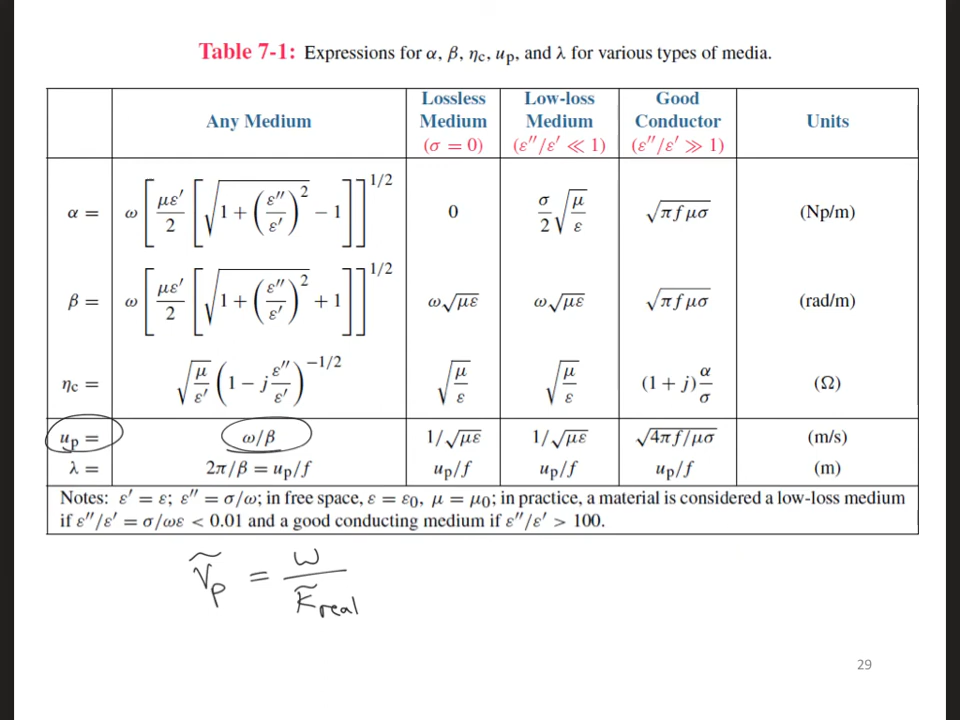 Table 7-1: Expressions for α, β, ηc, up, and λ for various types of media.
Any Medium
Lossless Medium (σ = 0)
Low-loss Medium (ε″/ε′ ≪ 1)
Good Conductor (ε″/ε′ ≫ 1)
Units
α = ω [ με′/2 [ √(1 + (ε″/ε′)²) − 1 ] ]^1/2 0 σ/2 √(μ/ε) √(π f μσ) (Np/m)
β = ω [ με′/2 [ √(1 + (ε″/ε′)²) + 1 ] ]^1/2 ω√(με) ω√(με) √(π f μσ) (rad/m)
ηc = √(μ/ε′) (1 − j ε″/ε′)^−1/2 √(μ/ε) √(μ/ε) (1 + j) α/σ (Ω)
up = ω/β 1/√(με) 1/√(με) √(4π f/μσ) (m/s)
λ = 2π/β = up/f up/f up/f up/f (m)
Notes: ε′ = ε; ε″ = σ/ω; in free space, ε = ε0, μ = μ0; in practice, a material is considered a low-loss medium
if ε″/ε′ = σ/ωε < 0.01 and a good conducting medium if ε″/ε′ > 100.
Ṽp = ω / k̃real
29